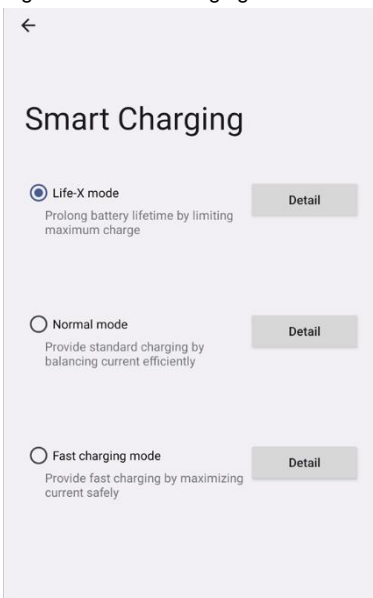 Smart Charging
Life-X mode
Detail
Prolong battery lifetime by limiting
maximum charge
Normal mode
Detail
Provide standard charging by
balancing current efficiently
Fast charging mode
Detail
Provide fast charging by maximizing
current safely